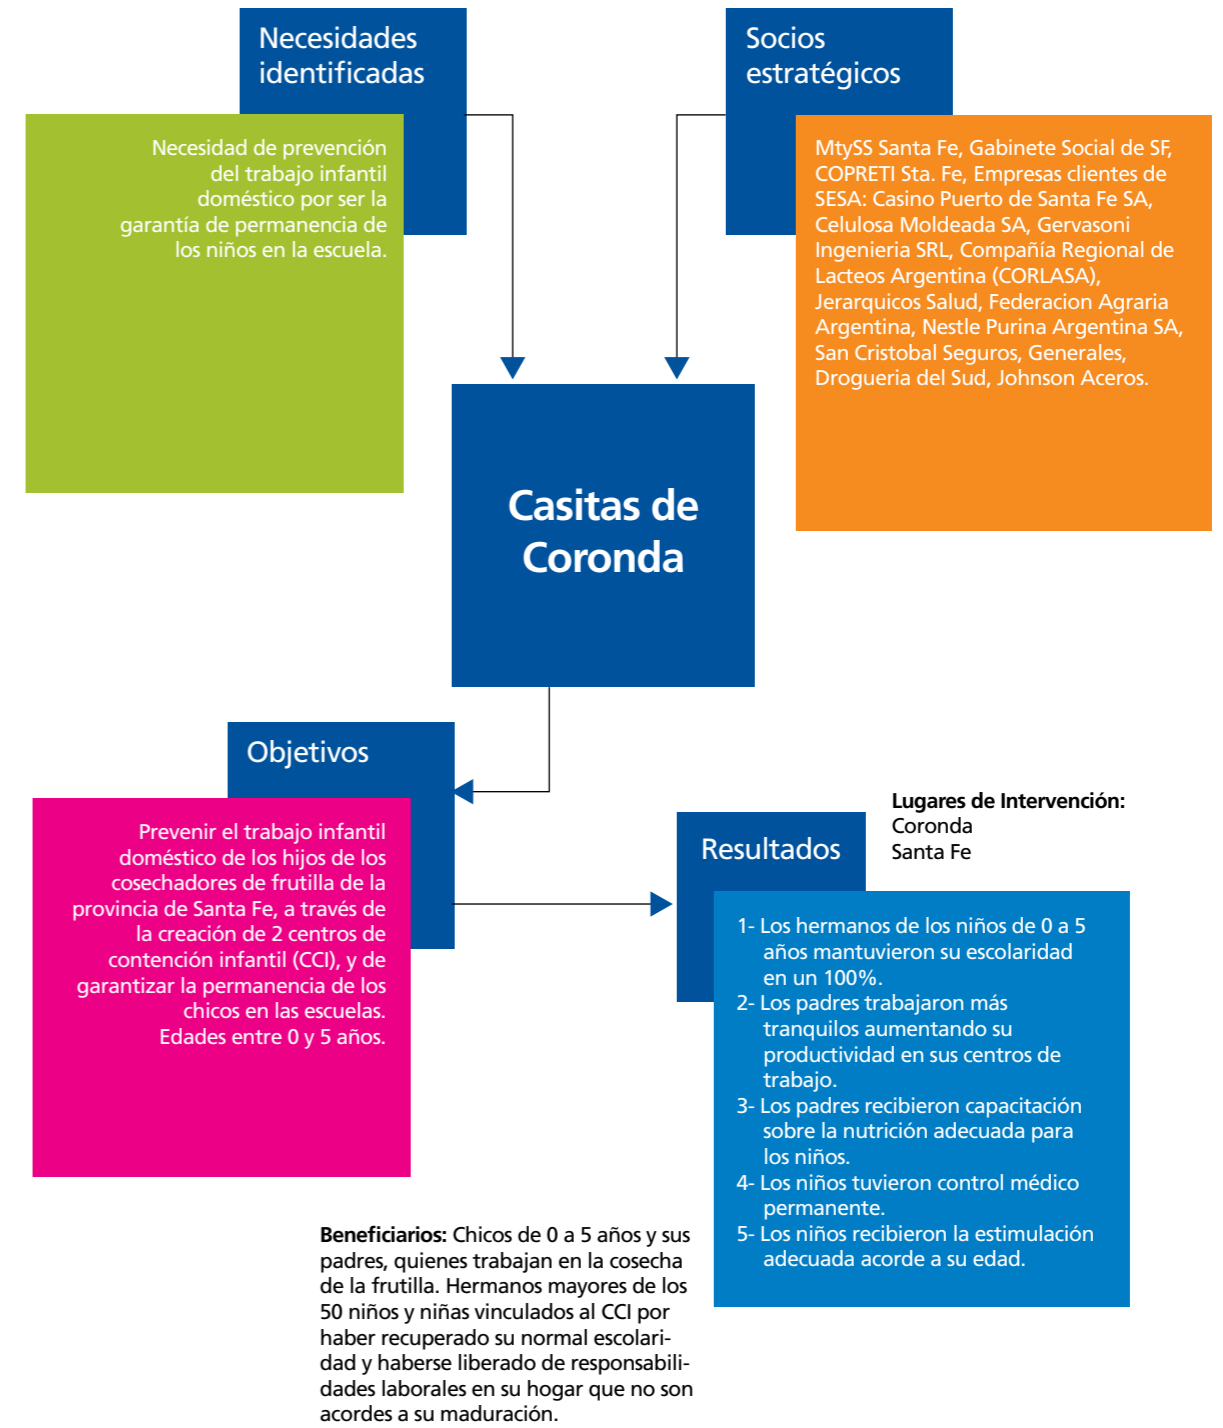 Necesidades
identificadas
Necesidad de prevención
del trabajo infantil
doméstico por ser la
garantía de permanencia de
los niños en la escuela.
Socios
estratégicos
MtySS Santa Fe, Gabinete Social de SF,
COPRETI Sta. Fe, Empresas clientes de
SESA: Casino Puerto de Santa Fe SA,
Celulosa Moldeada SA, Gervasoni
Ingenieria SRL, Compañía Regional de
Lacteos Argentina (CORLASA),
Jerarquicos Salud, Federacion Agraria
Argentina, Nestle Purina Argentina SA,
San Cristobal Seguros, Generales,
Drogueria del Sud, Johnson Aceros.
Casitas de
Coronda
Objetivos
Prevenir el trabajo infantil
doméstico de los hijos de los
cosechadores de frutilla de la
provincia de Santa Fe, a través de
la creación de 2 centros de
contención infantil (CCI), y de
garantizar la permanencia de los
chicos en las escuelas.
Edades entre 0 y 5 años.
Lugares de Intervención:
Coronda
Santa Fe
Resultados
1- Los hermanos de los niños de 0 a 5
años mantuvieron su escolaridad
en un 100%.
2- Los padres trabajaron más
tranquilos aumentando su
productividad en sus centros de
trabajo.
3- Los padres recibieron capacitación
sobre la nutrición adecuada para
los niños.
4- Los niños tuvieron control médico
permanente.
5- Los niños recibieron la estimulación
adecuada acorde a su edad.
Beneficiarios: Chicos de 0 a 5 años y sus
padres, quienes trabajan en la cosecha
de la frutilla. Hermanos mayores de los
50 niños y niñas vinculados al CCI por
haber recuperado su normal escolari-
dad y haberse liberado de responsabili-
dades laborales en su hogar que no son
acordes a su maduración.